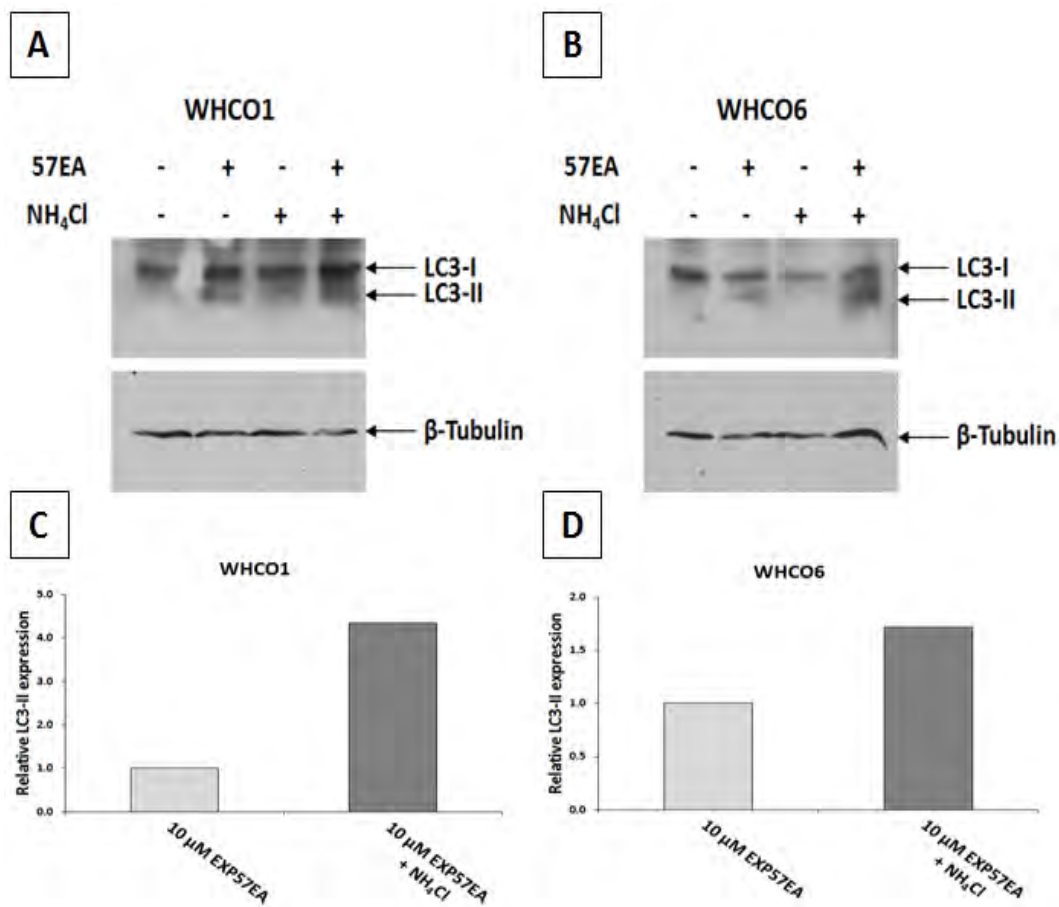 A
B
WHCO1
WHCO6
57EA - + - +
57EA - + - +
NH₄Cl - - + +
NH₄Cl - - + +
LC3-I
LC3-II
LC3-I
LC3-II
β-Tubulin
β-Tubulin
C
D
WHCO1
Relative LC3-II expression
5.0
4.0
3.0
2.0
1.0
0.0
10 µM EXP57EA
10 µM EXP57EA
+ NH₄Cl
WHCO6
Relative LC3-II expression
2.0
1.5
1.0
0.5
0.0
10 µM EXP57EA
10 µM EXP57EA
+ NH₄Cl